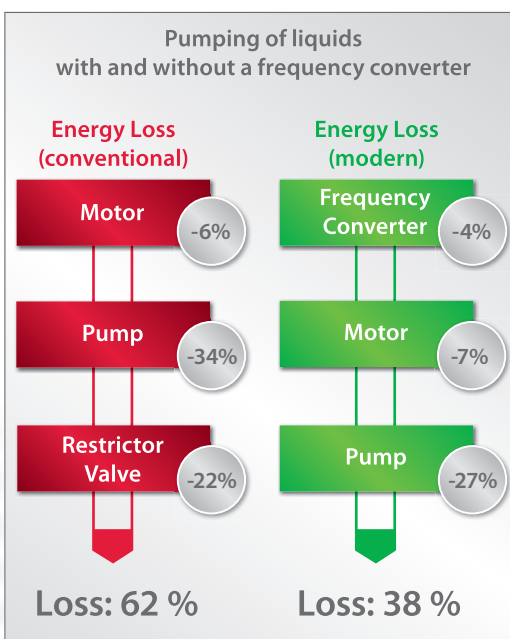 Pumping of liquids
with and without a frequency converter
Energy Loss
(conventional)
Motor
-6%
Pump
-34%
Restrictor
Valve
-22%
Loss: 62 %
Energy Loss
(modern)
Frequency
Converter
-4%
Motor
-7%
Pump
-27%
Loss: 38 %